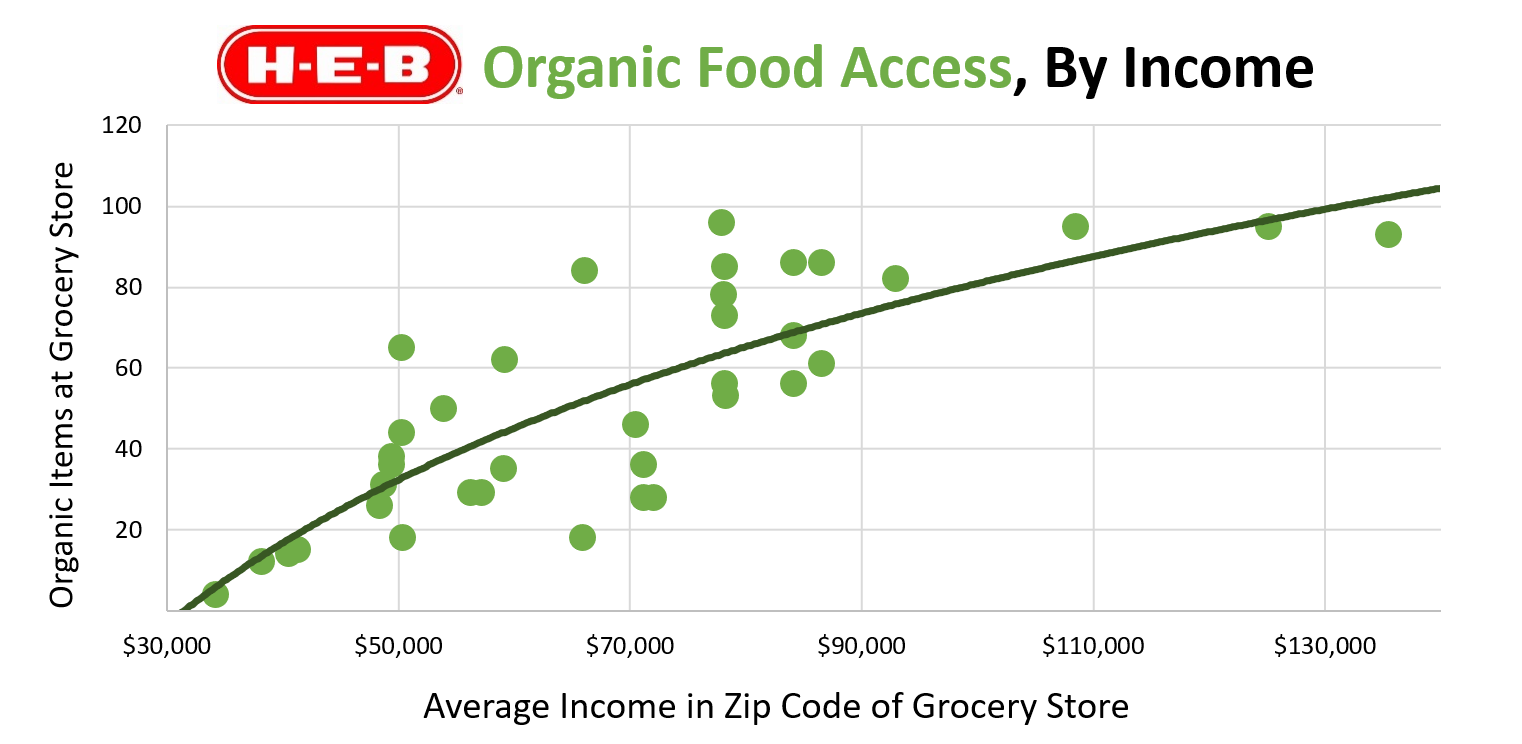 H-E-B® Organic Food Access, By Income
120
100
80
60
40
20
Organic Items at Grocery Store
$30,000 $50,000 $70,000 $90,000 $110,000 $130,000
Average Income in Zip Code of Grocery Store